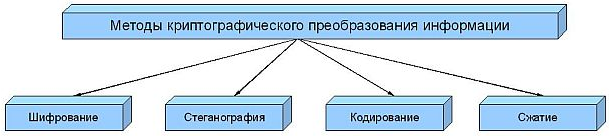 Методы криптографического преобразования информации
Шифрование
Стеганография
Кодирование
Сжатие